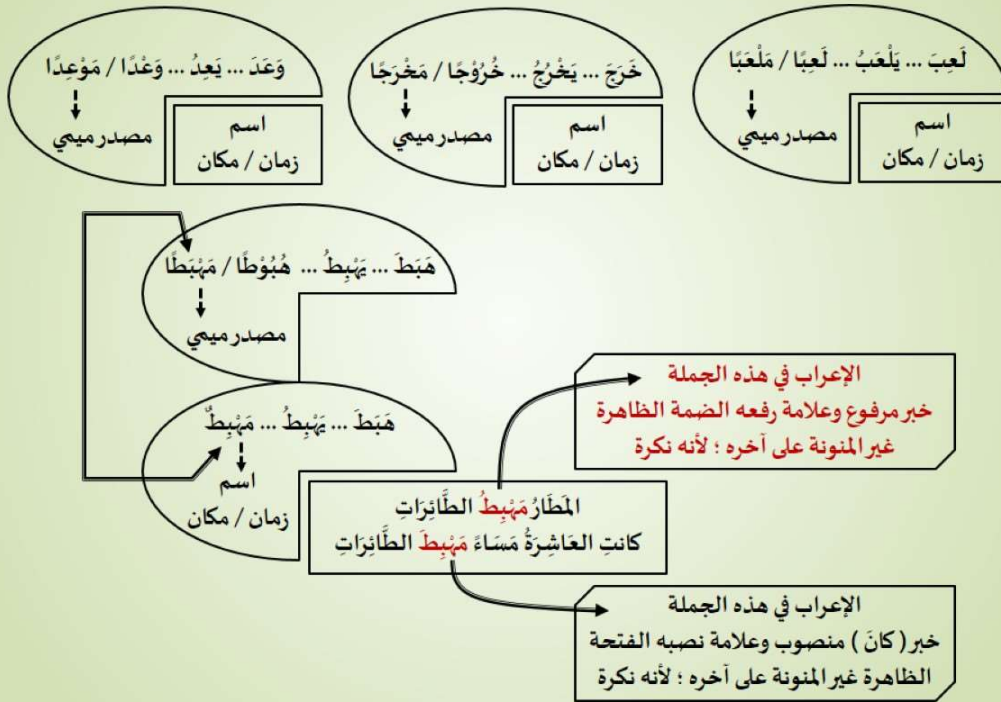 لَعِبَ ... يَلْعَبُ ... لَعِبًا / مَلْعَبًا
مصدر ميمي
اسم
زمان / مكان
خَرَجَ ... يَخْرُجُ ... خُرُوْجًا / مَخْرَجًا
مصدر ميمي
اسم
زمان / مكان
وَعَدَ ... يَعِدُ ... وَعْدًا / مَوْعِدًا
مصدر ميمي
اسم
زمان / مكان
هَبَطَ ... يَهْبِطُ ... هُبُوْطًا / مَهْبَطًا
مصدر ميمي
هَبَطَ ... يَهْبِطُ ... مَهْبِطٌ
اسم
زمان / مكان
الإعراب في هذه الجملة
خبر مرفوع وعلامة رفعه الضمة الظاهرة
غير المنونة على آخره ؛ لأنه نكرة
المَطَارُ مَهْبِطُ الطَّائِرَاتِ
كانتِ العَاشِرَةُ مَسَاءً مَهْبِطَ الطَّائِرَاتِ
الإعراب في هذه الجملة
خبر ( كانَ ) منصوب وعلامة نصبه الفتحة
الظاهرة غير المنونة على آخره ؛ لأنه نكرة